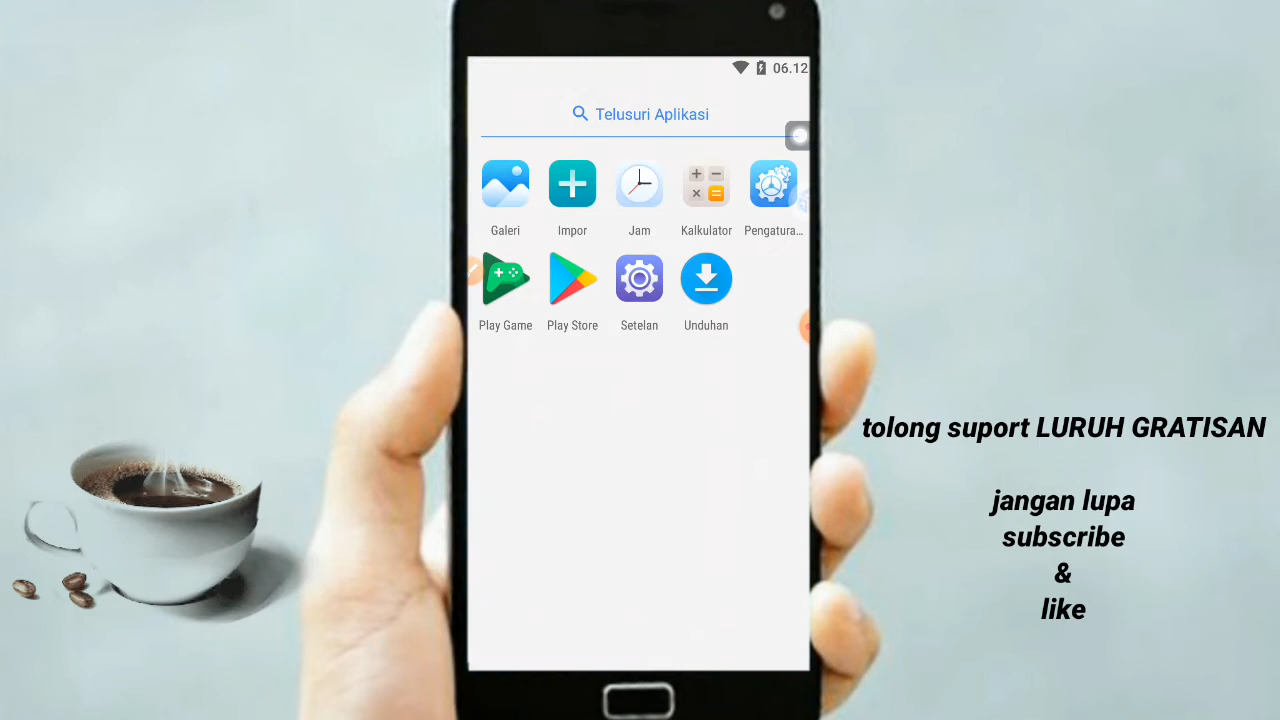 06.12
Telusuri Aplikasi
Galeri
Impor
Jam
Kalkulator
Pengatura...
Play Game
Play Store
Setelan
Unduhan
tolong suport LURUH GRATISAN
jangan lupa
subscribe
&
like